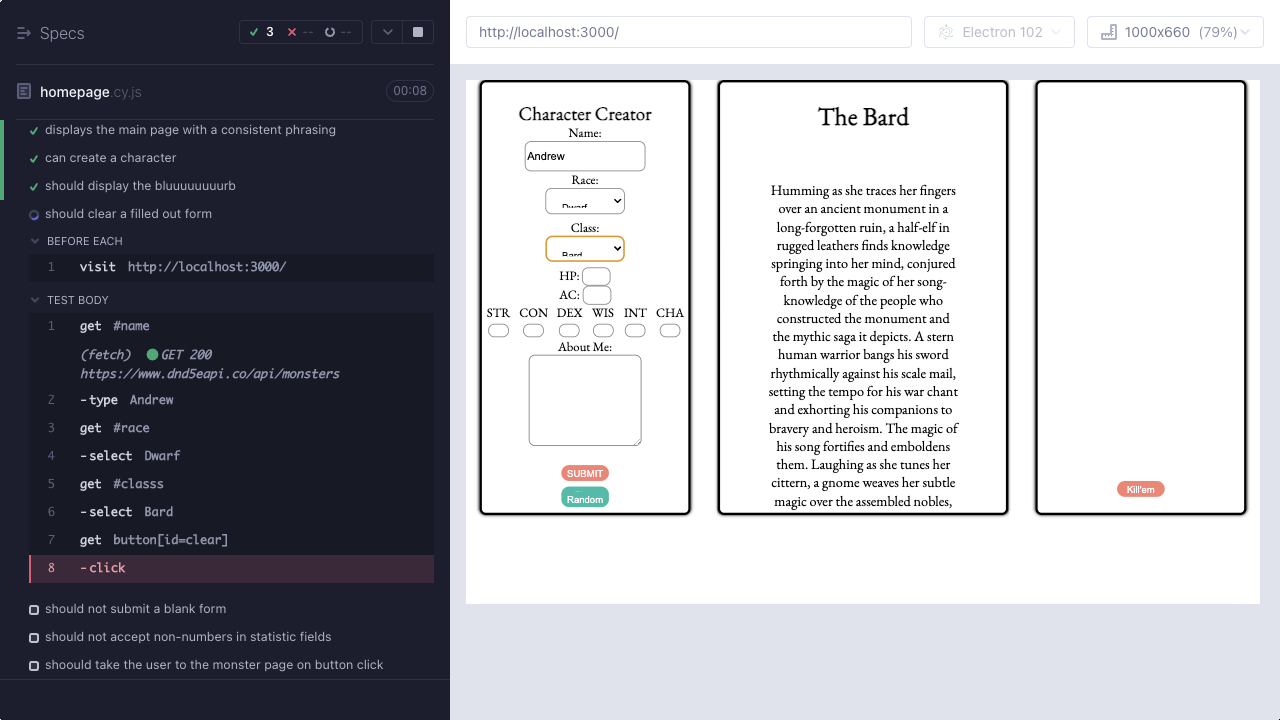 Specs
3
--
--
homepage.cy.js
00:08
displays the main page with a consistent phrasing
can create a character
should display the bluuuuuuuurb
should clear a filled out form
BEFORE EACH
1 visit http://localhost:3000/
TEST BODY
1 get #name
(fetch) GET 200
https://www.dnd5eapi.co/api/monsters
2 -type Andrew
3 get #race
4 -select Dwarf
5 get #classs
6 -select Bard
7 get button[id=clear]
8 -click
should not submit a blank form
should not accept non-numbers in statistic fields
shoould take the user to the monster page on button click
http://localhost:3000/
Electron 102
1000x660 (79%)
Character Creator
Name:
Andrew
Race:
Dwarf
Class:
Bard
HP:
AC:
STR CON DEX WIS INT CHA
About Me:
SUBMIT
Random
The Bard
Humming as she traces her fingers
over an ancient monument in a
long-forgotten ruin, a half-elf in
rugged leathers finds knowledge
springing into her mind, conjured
forth by the magic of her song-
knowledge of the people who
constructed the monument and
the mythic saga it depicts. A stern
human warrior bangs his sword
rhythmically against his scale mail,
setting the tempo for his war chant
and exhorting his companions to
bravery and heroism. The magic of
his song fortifies and emboldens
them. Laughing as she tunes her
cittern, a gnome weaves her subtle
magic over the assembled nobles,
Kill'em